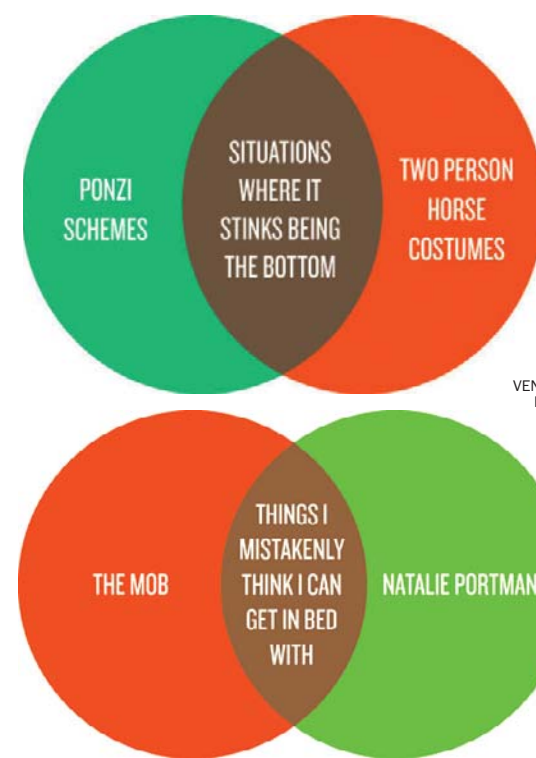 PONZI
SCHEMES
SITUATIONS
WHERE IT
STINKS BEING
THE BOTTOM
TWO PERSON
HORSE
COSTUMES
THE MOB
THINGS I
MISTAKENLY
THINK I CAN
GET IN BED
WITH
NATALIE PORTMAN